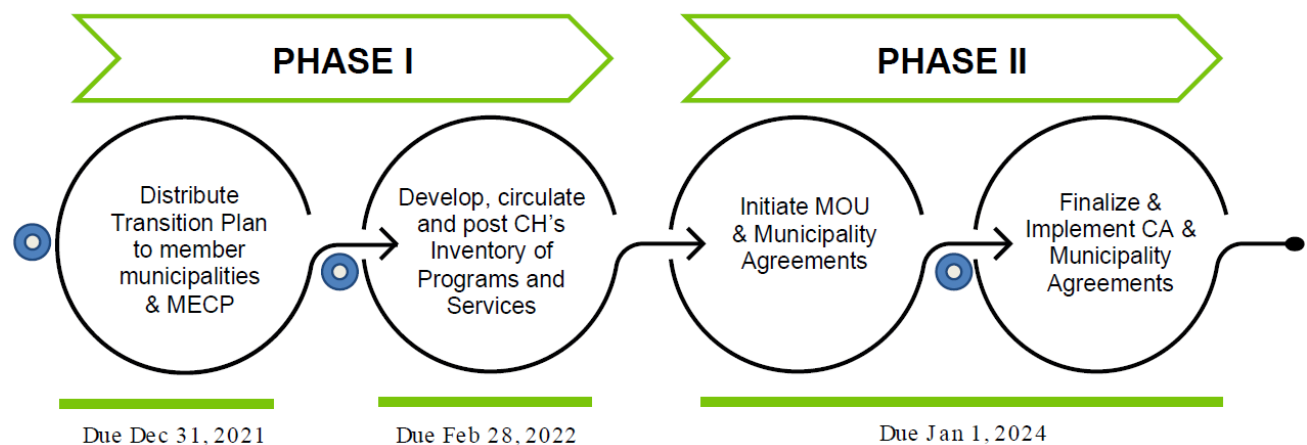 PHASE I
PHASE II
Distribute
Transition Plan
to member
municipalities
& MECP
Develop, circulate
and post CH's
Inventory of
Programs and
Services
Initiate MOU
& Municipality
Agreements
Finalize &
Implement CA &
Municipality
Agreements
Due Dec 31, 2021
Due Feb 28, 2022
Due Jan 1, 2024